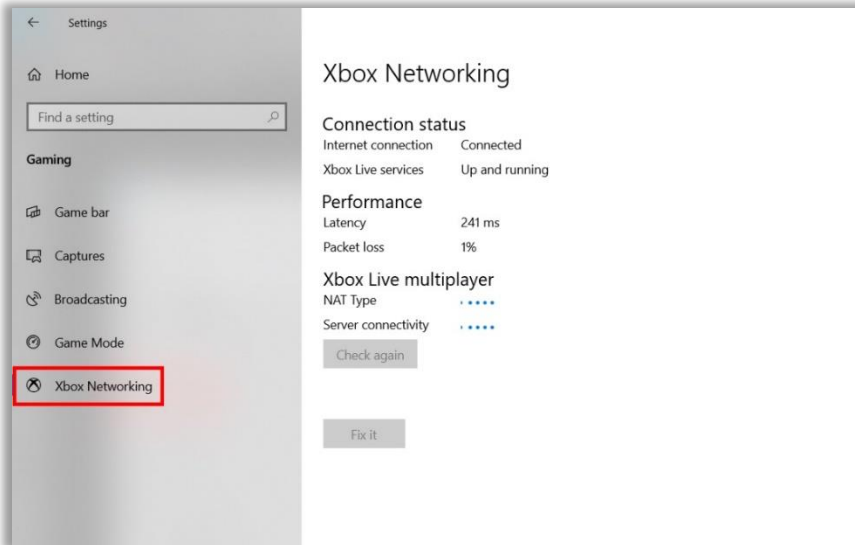 Settings
Home
Find a setting
Gaming
Game bar
Captures
Broadcasting
Game Mode
Xbox Networking
Xbox Networking
Connection status
Internet connection Connected
Xbox Live services Up and running
Performance
Latency 241 ms
Packet loss 1%
Xbox Live multiplayer
NAT Type
Server connectivity
Check again
Fix it